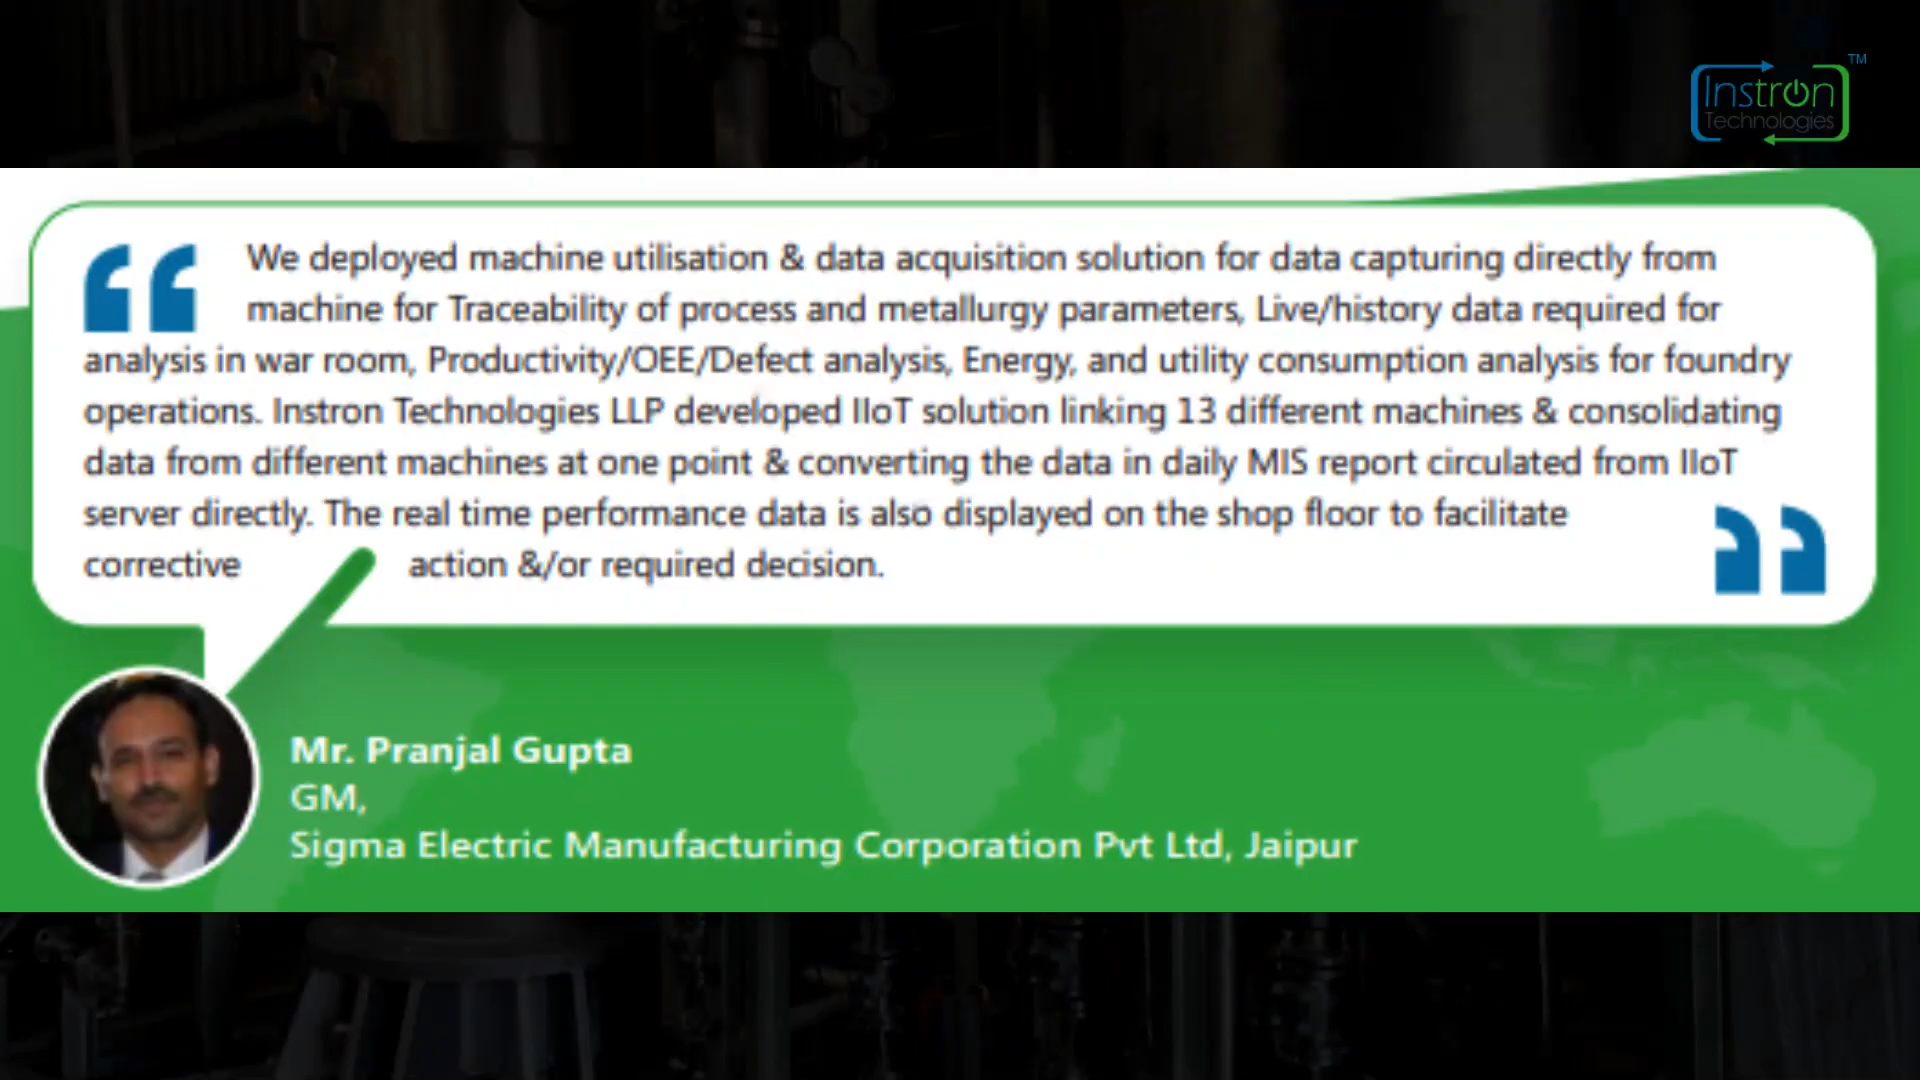 Instron
Technologies
TM
We deployed machine utilisation & data acquisition solution for data capturing directly from
machine for Traceability of process and metallurgy parameters, Live/history data required for
analysis in war room, Productivity/OEE/Defect analysis, Energy, and utility consumption analysis for foundry
operations. Instron Technologies LLP developed IIoT solution linking 13 different machines & consolidating
data from different machines at one point & converting the data in daily MIS report circulated from IIoT
server directly. The real time performance data is also displayed on the shop floor to facilitate
corrective action &/or required decision.
Mr. Pranjal Gupta
GM,
Sigma Electric Manufacturing Corporation Pvt Ltd, Jaipur